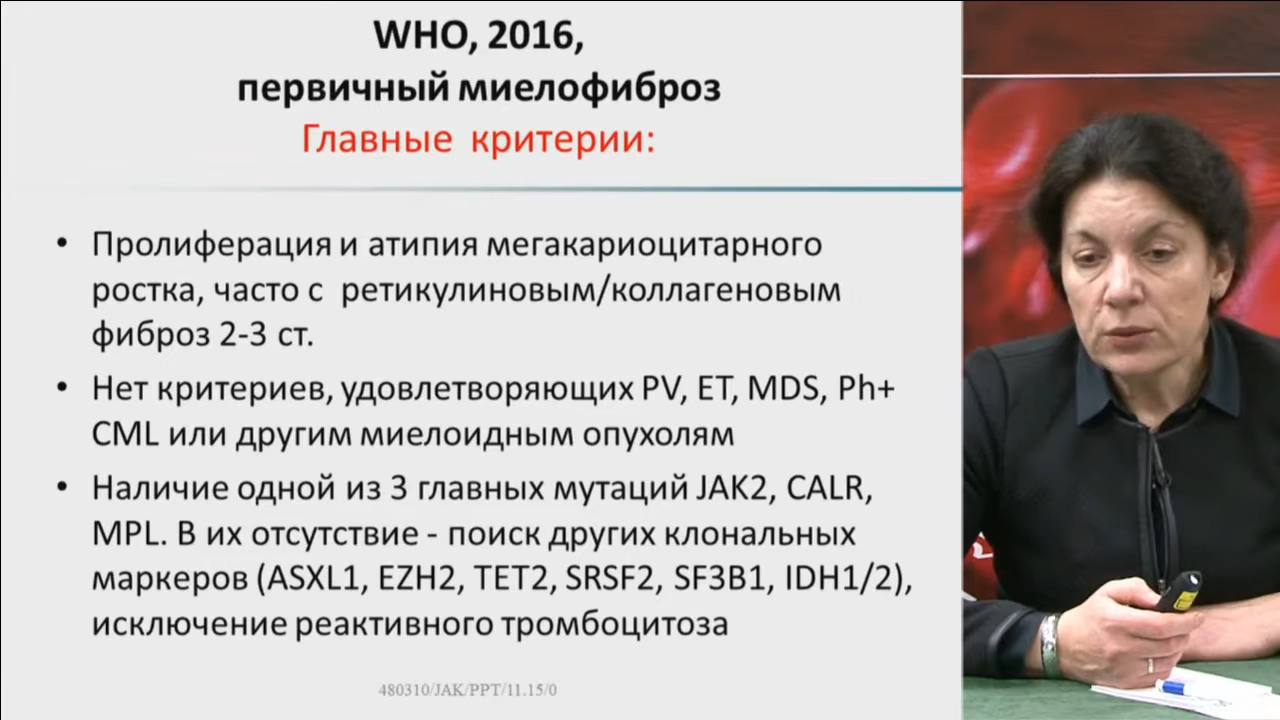 WHO, 2016,
первичный миелофиброз
Главные критерии:
• Пролиферация и атипия мегакариоцитарного
ростка, часто с ретикулиновым/коллагеновым
фиброз 2-3 ст.
• Нет критериев, удовлетворяющих PV, ET, MDS, Ph+
CML или другим миелоидным опухолям
• Наличие одной из 3 главных мутаций JAK2, CALR,
MPL. В их отсутствие - поиск других клональных
маркеров (ASXL1, EZH2, TET2, SRSF2, SF3B1, IDH1/2),
исключение реактивного тромбоцитоза
480310/JAK/PPT/11.15/0